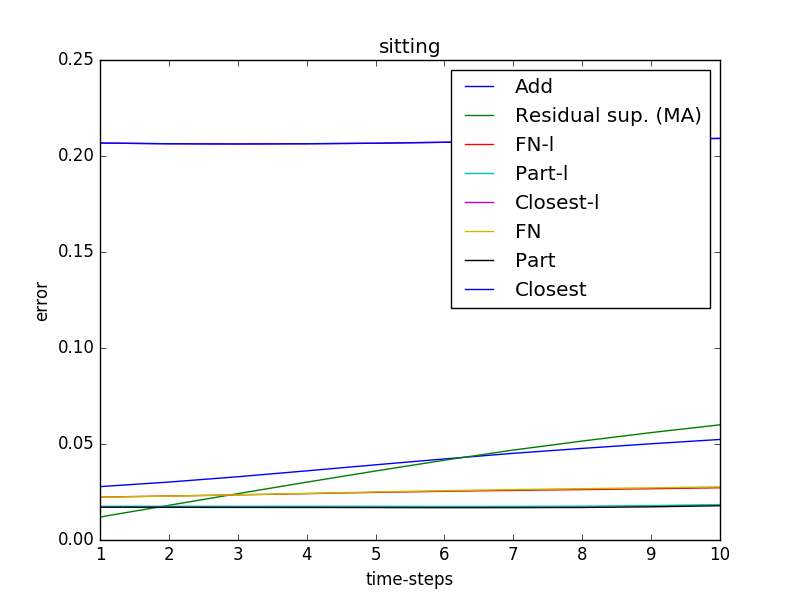 sitting
0.25
0.20
0.15
0.10
0.05
0.00
error
Add
Residual sup. (MA)
FN-l
Part-l
Closest-l
FN
Part
Closest
1 2 3 4 5 6 7 8 9 10
time-steps